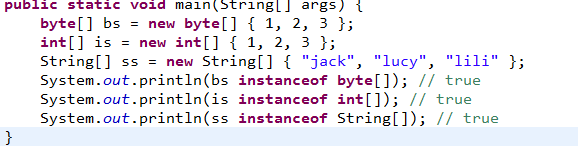 public static void main(String[] args) {
    byte[] bs = new byte[] { 1, 2, 3 };
    int[] is = new int[] { 1, 2, 3 };
    String[] ss = new String[] { "jack", "lucy", "lili" };
    System.out.println(bs instanceof byte[]); // true
    System.out.println(is instanceof int[]); // true
    System.out.println(ss instanceof String[]); // true
}